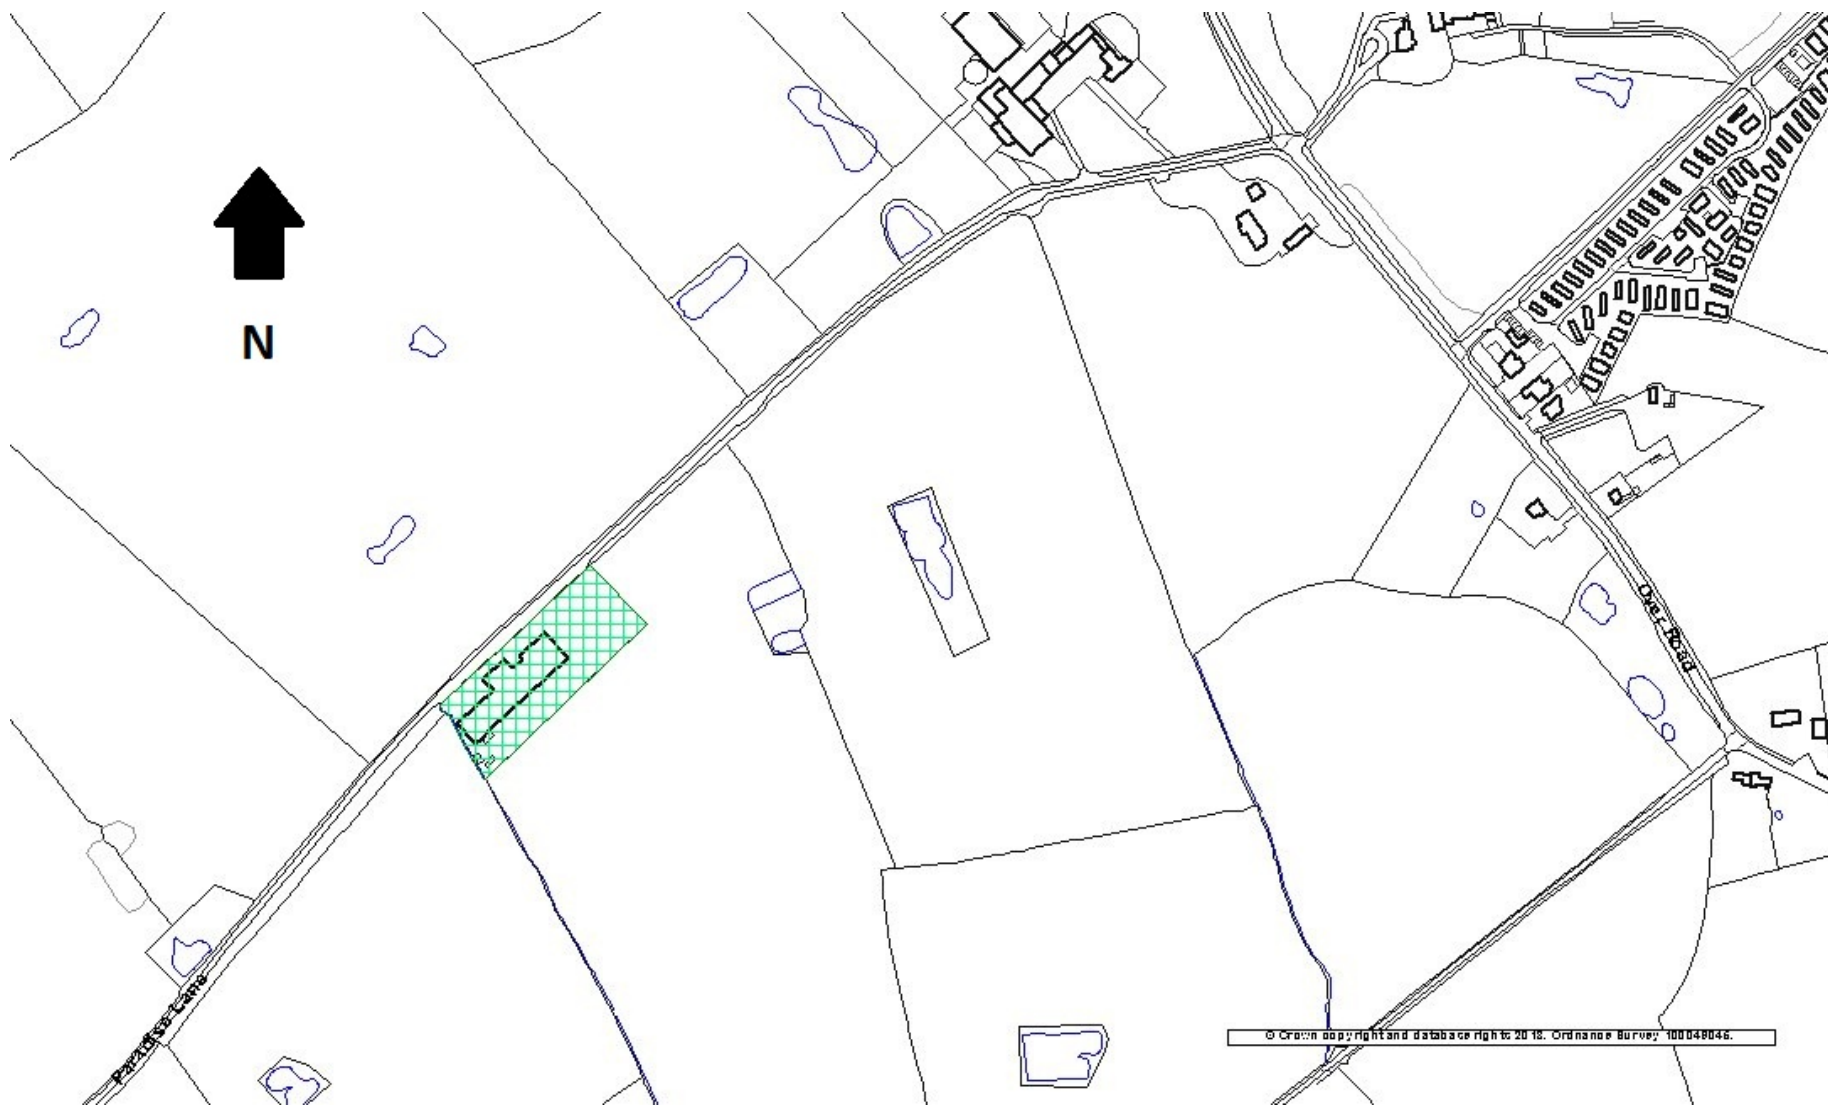 N
Over Road
Paradise Lane
© Crown copyright and database rights 2018. Ordnance Survey 100049046.